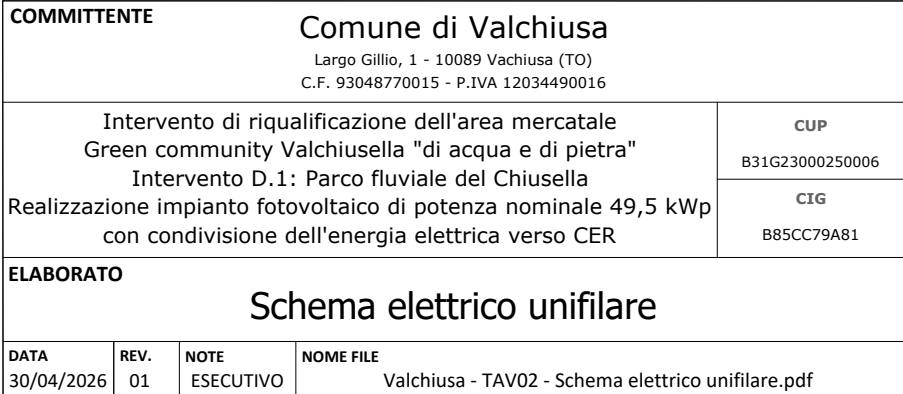 COMMITTENTE
Comune di Valchiusa
Largo Gillio, 1 - 10089 Vachiusa (TO)
C.F. 93048770015 - P.IVA 12034490016
Intervento di riqualificazione dell'area mercatale
Green community Valchiusella "di acqua e di pietra"
Intervento D.1: Parco fluviale del Chiusella
Realizzazione impianto fotovoltaico di potenza nominale 49,5 kWp
con condivisione dell'energia elettrica verso CER
CUP
B31G23000250006
CIG
B85CC79A81
ELABORATO
Schema elettrico unifilare
DATA REV. NOTE NOME FILE
30/04/2026 01 ESECUTIVO Valchiusa - TAV02 - Schema elettrico unifilare.pdf